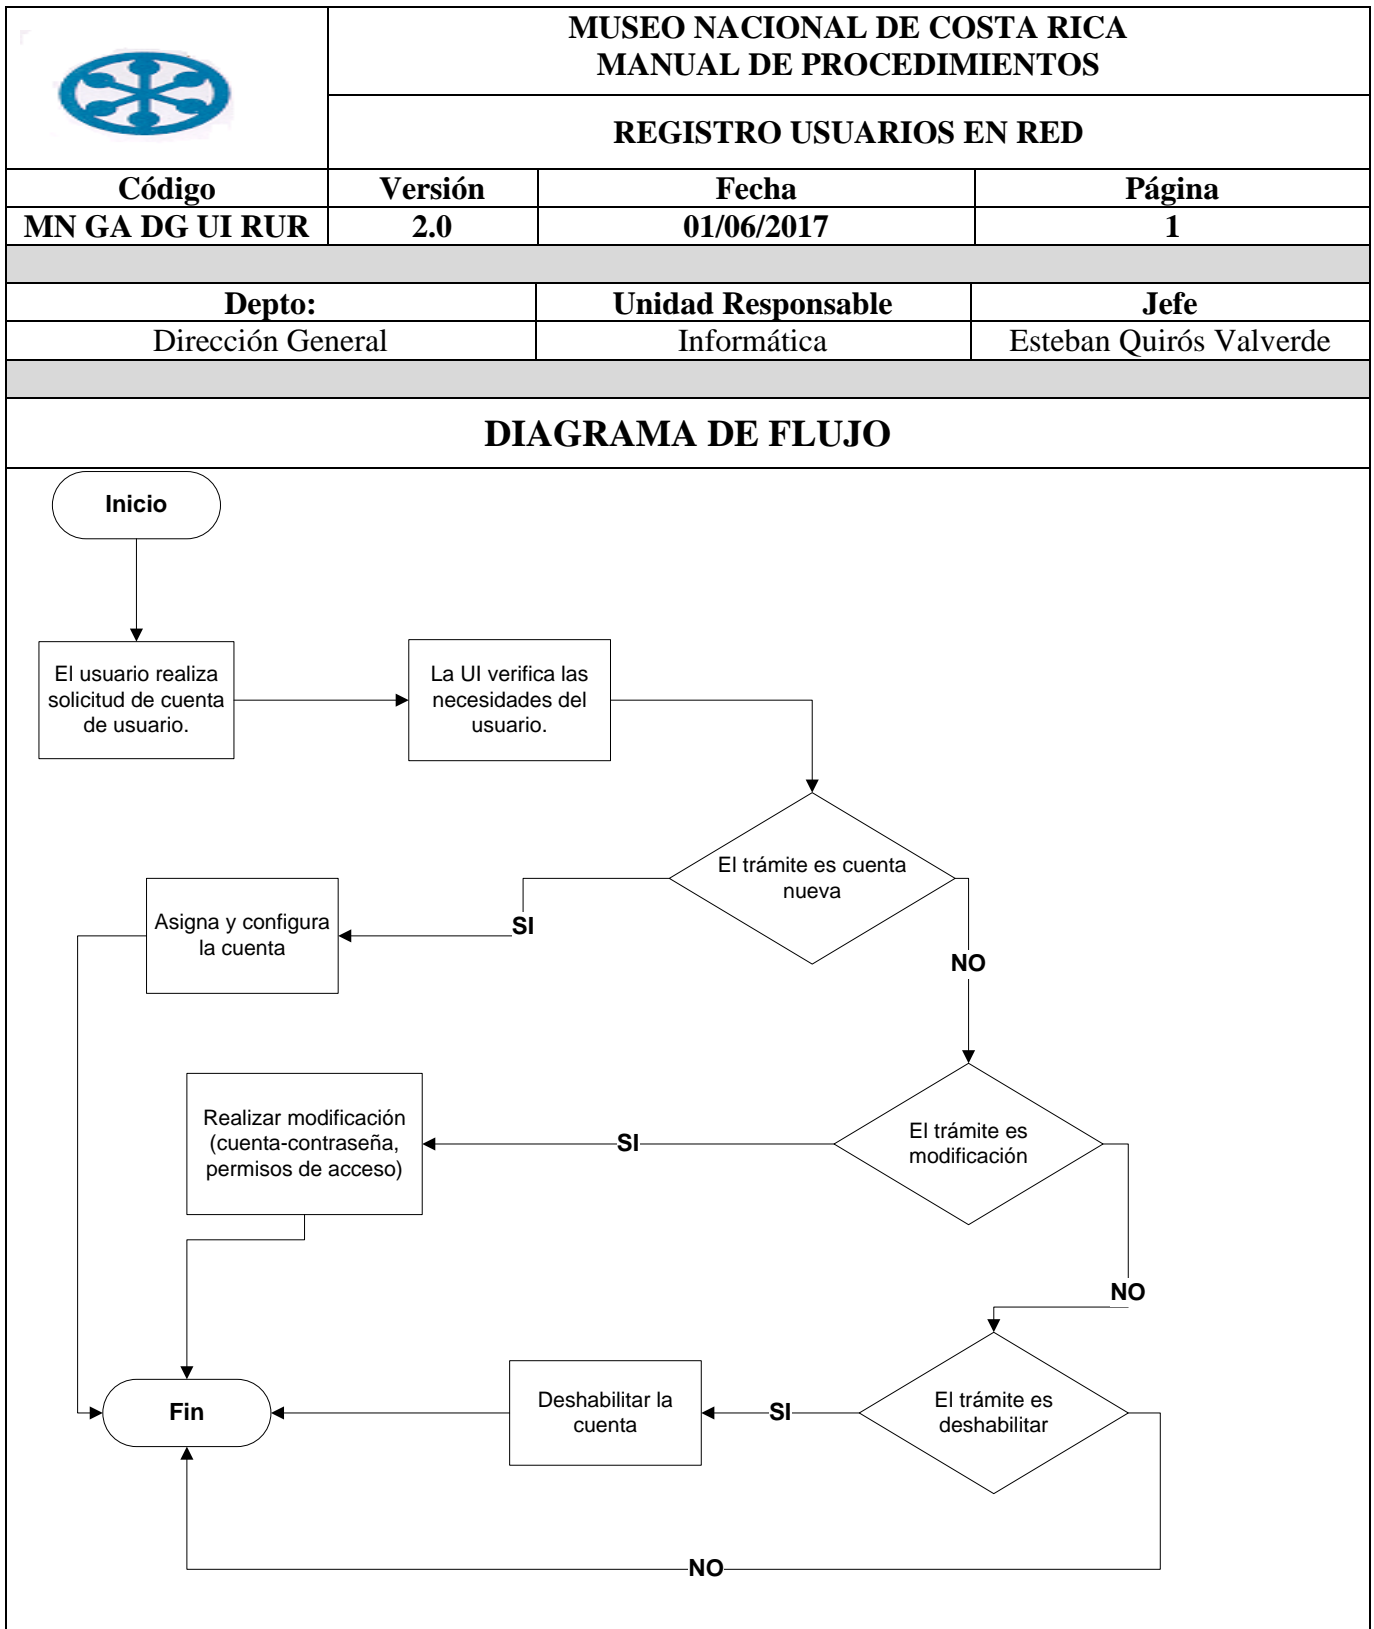 MUSEO NACIONAL DE COSTA RICA
MANUAL DE PROCEDIMIENTOS
REGISTRO USUARIOS EN RED
Código Versión Fecha Página
MN GA DG UI RUR 2.0 01/06/2017 1
Depto: Unidad Responsable Jefe
Dirección General Informática Esteban Quirós Valverde
DIAGRAMA DE FLUJO
Inicio
El usuario realiza
solicitud de cuenta
de usuario.
La UI verifica las
necesidades del
usuario.
El trámite es cuenta
nueva
SI
Asigna y configura
la cuenta
NO
El trámite es
modificación
SI
Realizar modificación
(cuenta-contraseña,
permisos de acceso)
NO
El trámite es
deshabilitar
SI
Deshabilitar la
cuenta
Fin
NO